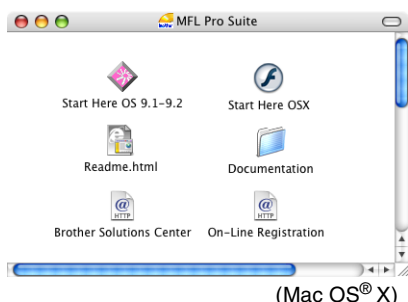 MFL Pro Suite
Start Here OS 9.1-9.2
Start Here OSX
Readme.html
Documentation
HTTP
HTTP
Brother Solutions Center
On-Line Registration
(Mac OS® X)